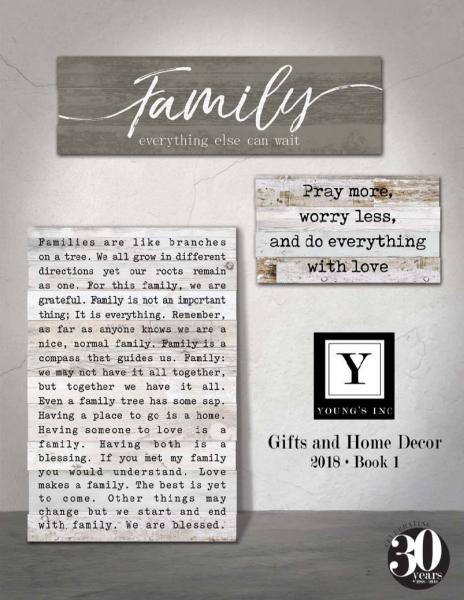 Family
everything else can wait
Pray more,
worry less,
and do everything
with love
Families are like branches
on a tree. We all grow in different
directions yet our roots remain
as one. For this family, we are
grateful. Family is not an important
thing; It is everything. Remember,
as far as anyone knows we are a
nice, normal family. Family is a
compass that guides us. Family:
we may not have it all together,
but together we have it all.
Even a family tree has some sap.
Having a place to go is a home.
Having someone to love is a
family. Having both is a
blessing. If you met my family
you would understand. Love
makes a family. The best is yet
to come. Other things may
change but we start and end
with family. We are blessed.
Y
YOUNG'S INC
Gifts and Home Decor
2018 • Book 1
CELEBRATING
30
years
1988 - 2018